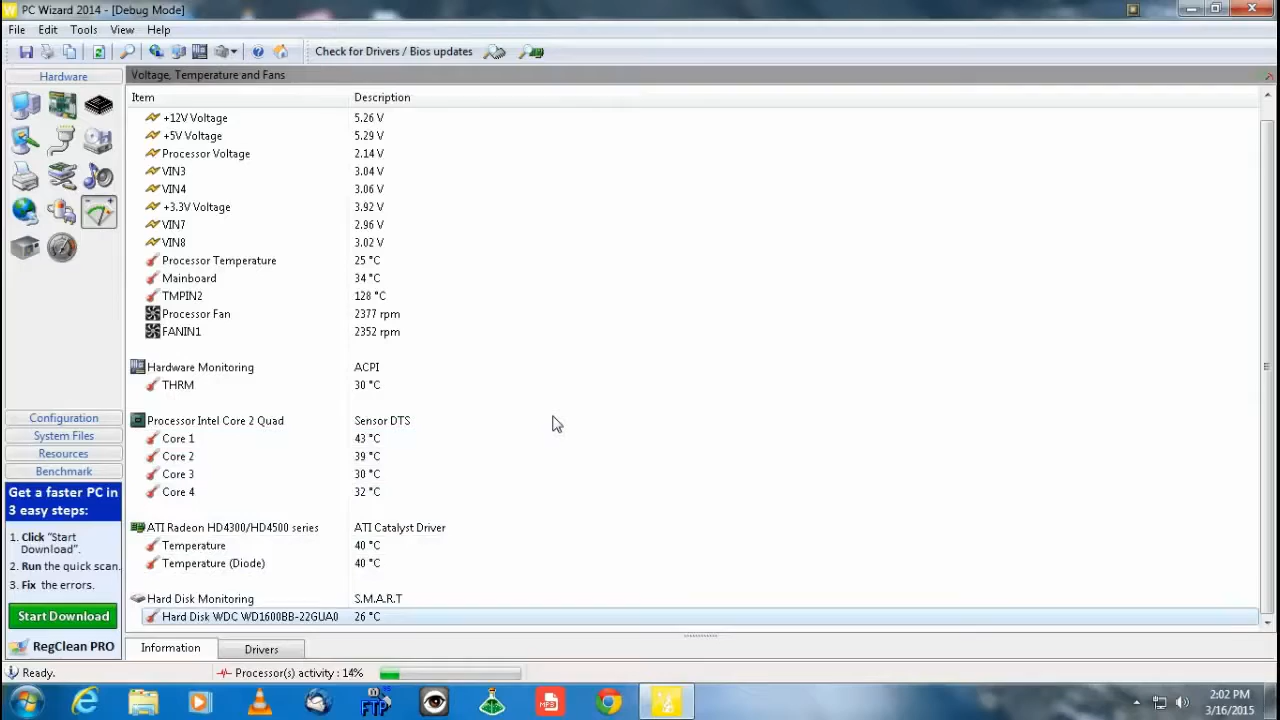 PC Wizard 2014 - [Debug Mode]
File Edit Tools View Help
Check for Drivers / Bios updates
Hardware
Voltage, Temperature and Fans
Item Description
+12V Voltage 5.26 V
+5V Voltage 5.29 V
Processor Voltage 2.14 V
VIN3 3.04 V
VIN4 3.06 V
+3.3V Voltage 3.92 V
VIN7 2.96 V
VIN8 3.02 V
Processor Temperature 25 °C
Mainboard 34 °C
TMPIN2 128 °C
Processor Fan 2377 rpm
FANIN1 2352 rpm
Hardware Monitoring ACPI
THRM 30 °C
Processor Intel Core 2 Quad Sensor DTS
Core 1 43 °C
Core 2 39 °C
Core 3 30 °C
Core 4 32 °C
ATI Radeon HD4300/HD4500 series ATI Catalyst Driver
Temperature 40 °C
Temperature (Diode) 40 °C
Hard Disk Monitoring S.M.A.R.T
Hard Disk WDC WD1600BB-22GUA0 26 °C
Configuration
System Files
Resources
Benchmark
Get a faster PC in
3 easy steps:
1. Click "Start
Download".
2. Run the quick scan.
3. Fix the errors.
Start Download
RegClean PRO
Information Drivers
Ready. Processor(s) activity : 14%
FTP
MP3
2:02 PM
3/16/2015